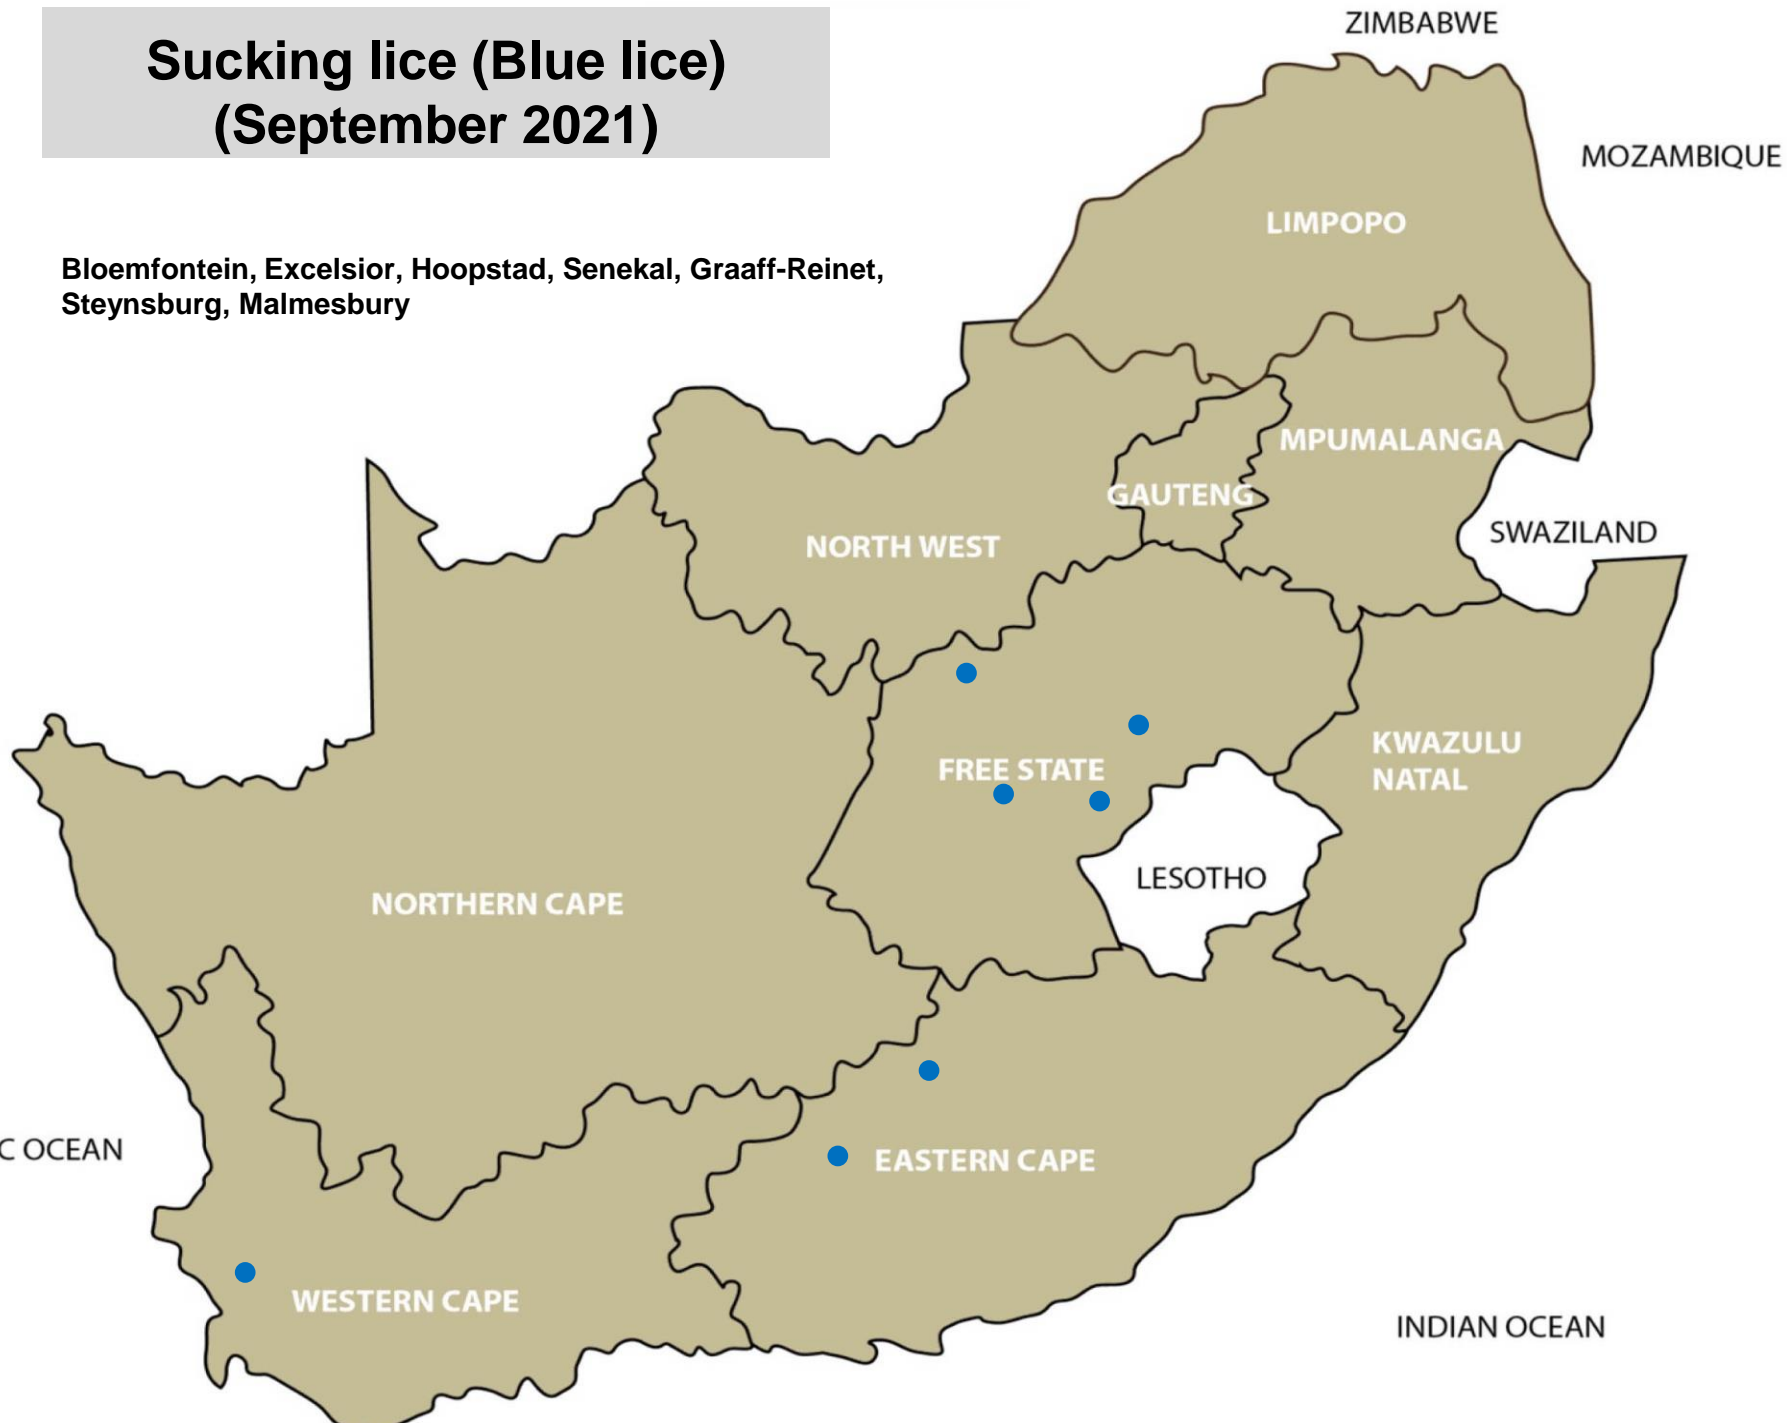 Sucking lice (Blue lice)
(September 2021)
Bloemfontein, Excelsior, Hoopstad, Senekal, Graaff-Reinet,
Steynsburg, Malmesbury
ZIMBABWE
MOZAMBIQUE
LIMPOPO
MPUMALANGA
GAUTENG
SWAZILAND
NORTH WEST
KWAZULU
NATAL
FREE STATE
LESOTHO
NORTHERN CAPE
C OCEAN
EASTERN CAPE
WESTERN CAPE
INDIAN OCEAN